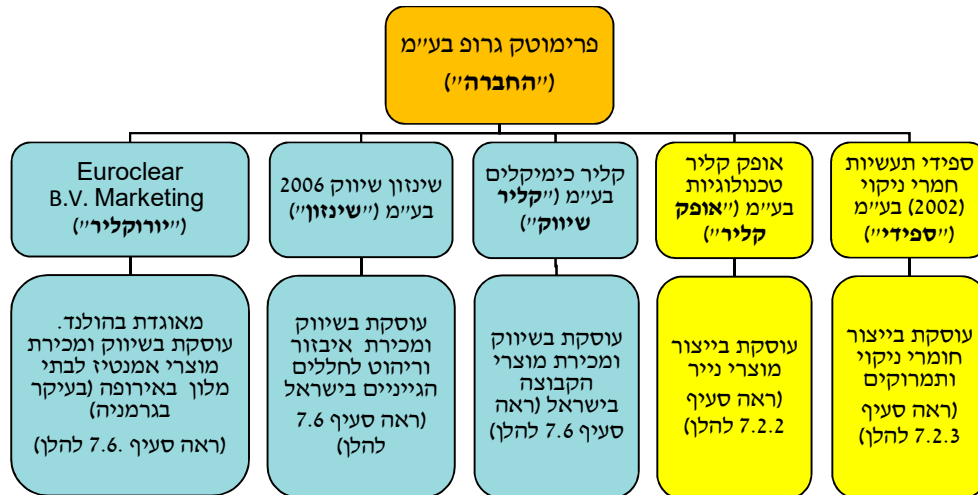 פרימוטק גרופ בע״מ
(״החברה״)
ספידי תעשיות
חמרי ניקוי
(2002) בע״מ
(״ספידי״)
אופק קליר
טכנולוגיות
בע״מ (״אופק
קליר״)
קליר כימיקלים
בע״מ (״קליר
שיווק״)
שינזון שיווק 2006
בע״מ (״שינזון״)
Euroclear
B.V. Marketing
(״יורוקליר״)
עוסקת בייצור
חומרי ניקוי
ותמרוקים
(ראה סעיף
7.2.3 להלן)
עוסקת בייצור
מוצרי נייר
(ראה סעיף
7.2.2 להלן)
עוסקת בשיווק
ומכירת מוצרי
הקבוצה
בישראל (ראה
סעיף 7.6 להלן)
עוסקת בשיווק
ומכירת איבזור
וריהוט לחללים
הגייניים בישראל
(ראה סעיף 7.6
להלן)
מאוגדת בהולנד.
עוסקת בשיווק ומכירת
מוצרי אמנטיז לבתי
מלון באירופה (בעיקר
בגרמניה)
(ראה סעיף 7.6. להלן)